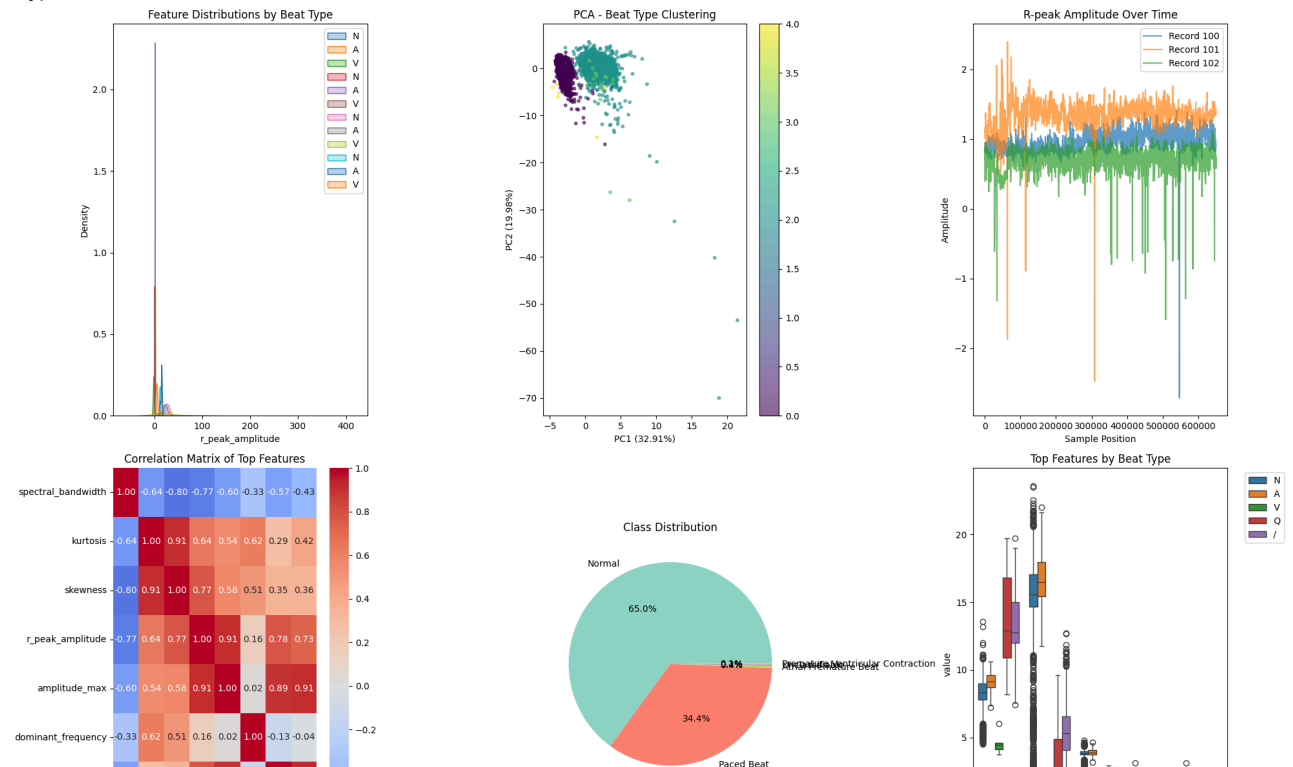 Feature Distributions by Beat Type
Density
2.0
1.5
1.0
0.5
0.0
0
100
200
300
400
r_peak_amplitude
N
A
V
N
A
V
N
A
V
N
A
V
PCA - Beat Type Clustering
PC2 (19.98%)
0
−10
−20
−30
−40
−50
−60
−70
−5
0
5
10
15
20
PC1 (32.91%)
4.0
3.5
3.0
2.5
2.0
1.5
1.0
0.5
0.0
R-peak Amplitude Over Time
Record 100
Record 101
Record 102
Amplitude
2
1
0
−1
−2
0
100000
200000
300000
400000
500000
600000
Sample Position
Correlation Matrix of Top Features
spectral_bandwidth
1.00 -0.64 -0.80 -0.77 -0.60 -0.33 -0.57 -0.43
kurtosis
-0.64 1.00 0.91 0.64 0.54 0.62 0.29 0.42
skewness
-0.80 0.91 1.00 0.77 0.58 0.51 0.35 0.36
r_peak_amplitude
-0.77 0.64 0.77 1.00 0.91 0.16 0.78 0.73
amplitude_max
-0.60 0.54 0.58 0.91 1.00 0.02 0.89 0.91
dominant_frequency
-0.33 0.62 0.51 0.16 0.02 1.00 -0.13 -0.04
1.0
0.8
0.6
0.4
0.2
0.0
−0.2
Class Distribution
Normal
65.0%
Premature Ventricular Contraction
Atrial Premature Beat
34.4%
Paced Beat
Top Features by Beat Type
value
20
15
10
5
N
A
V
Q
/